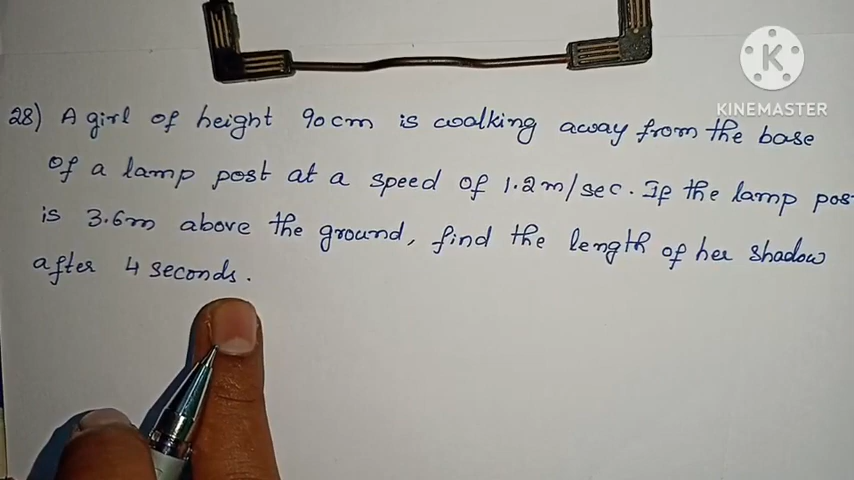 K
KINEMASTER
28) A girl of height 90 cm is walking away from the base
of a lamp post at a speed of 1.2 m/sec. If the lamp pos
is 3.6m above the ground, find the length of her shadow
after 4 seconds.